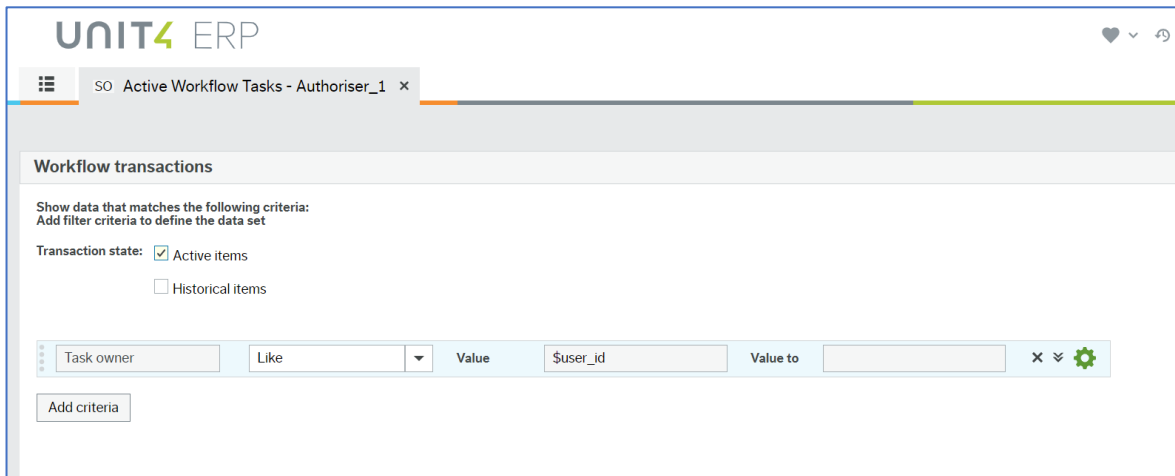 UNIT4 ERP
SO Active Workflow Tasks - Authoriser_1 ×
Workflow transactions
Show data that matches the following criteria:
Add filter criteria to define the data set
Transaction state: Active items
Historical items
Task owner Like Value $user_id Value to
Add criteria